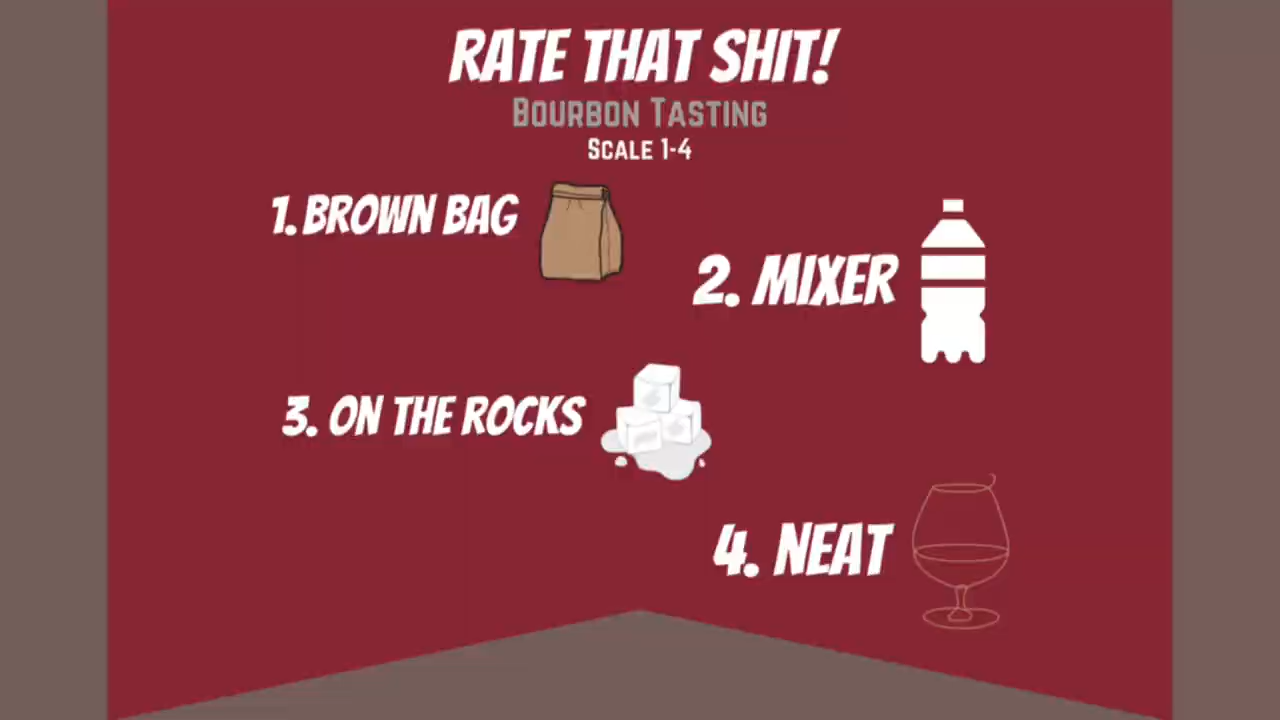 RATE THAT SHIT!
BOURBON TASTING
SCALE 1-4
1. BROWN BAG
2. MIXER
3. ON THE ROCKS
4. NEAT